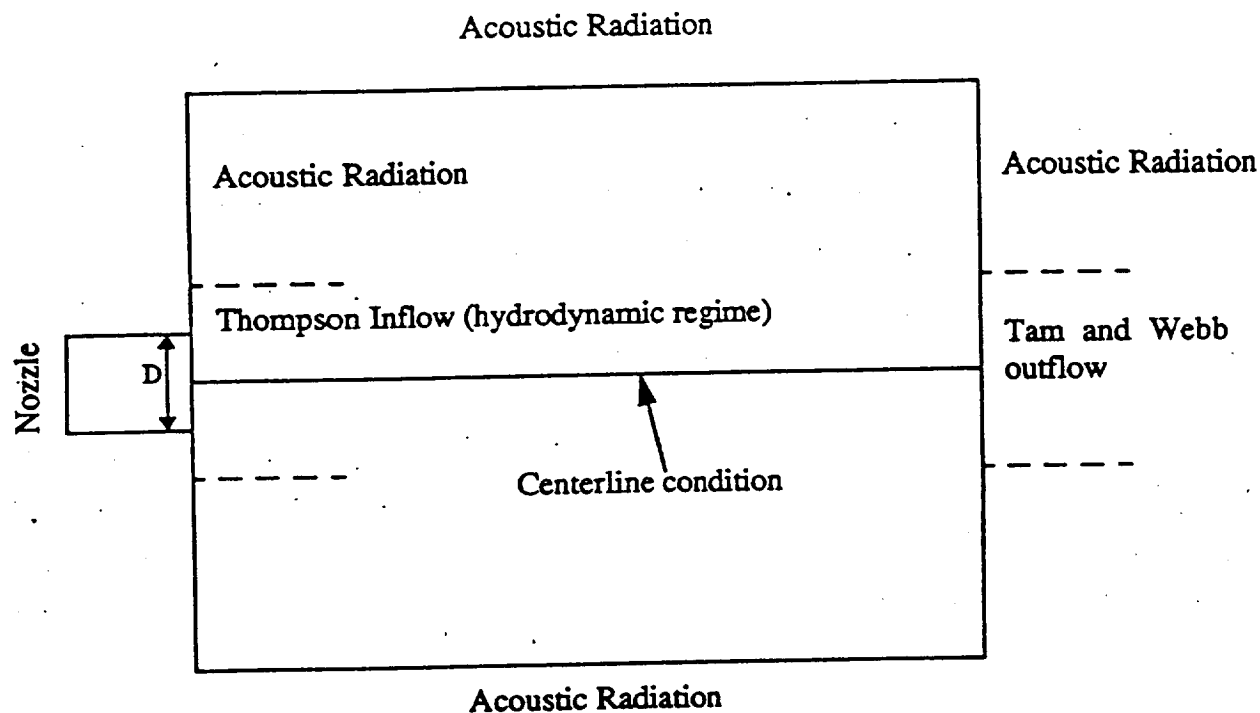 Acoustic Radiation
Acoustic Radiation
Acoustic Radiation
Thompson Inflow (hydrodynamic regime)
Tam and Webb
outflow
Nozzle
D
Centerline condition
Acoustic Radiation